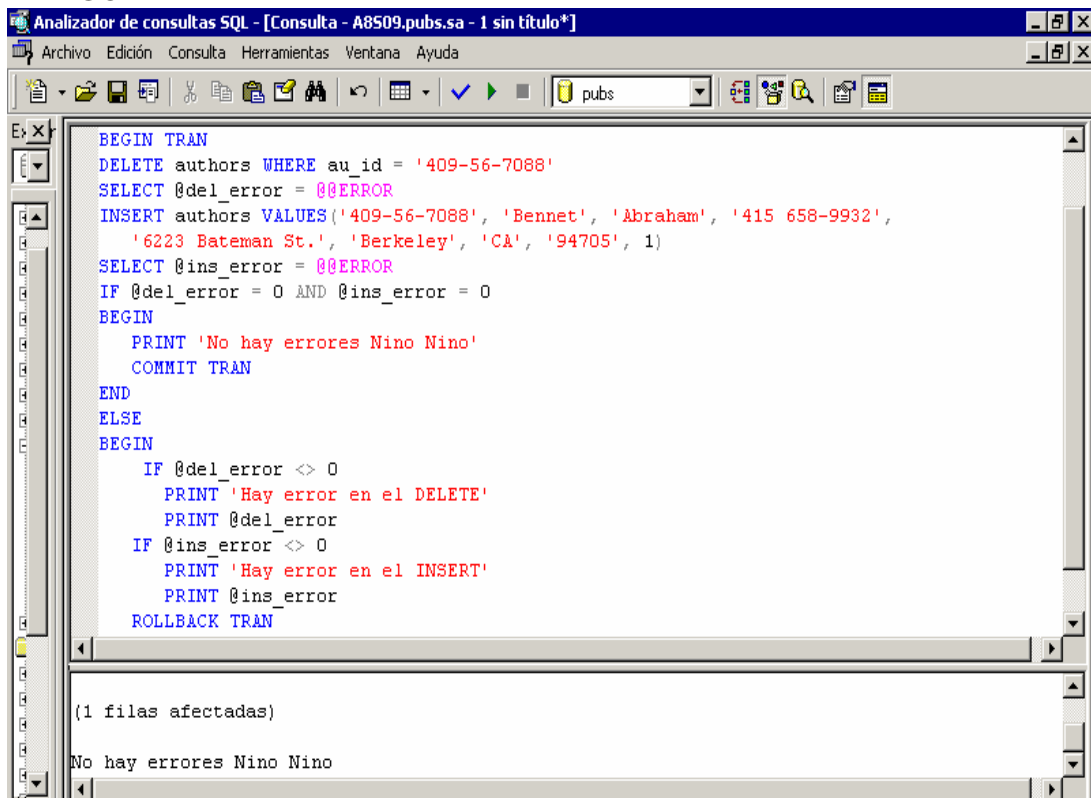 Analizador de consultas SQL - [Consulta - A8S09.pubs.sa - 1 sin título*]
Archivo Edición Consulta Herramientas Ventana Ayuda
pubs
BEGIN TRAN
DELETE authors WHERE au_id = '409-56-7088'
SELECT @del_error = @@ERROR
INSERT authors VALUES('409-56-7088', 'Bennet', 'Abraham', '415 658-9932',
'6223 Bateman St.', 'Berkeley', 'CA', '94705', 1)
SELECT @ins_error = @@ERROR
IF @del_error = 0 AND @ins_error = 0
BEGIN
PRINT 'No hay errores Nino Nino'
COMMIT TRAN
END
ELSE
BEGIN
IF @del_error <> 0
PRINT 'Hay error en el DELETE'
PRINT @del_error
IF @ins_error <> 0
PRINT 'Hay error en el INSERT'
PRINT @ins_error
ROLLBACK TRAN
(1 filas afectadas)
No hay errores Nino Nino